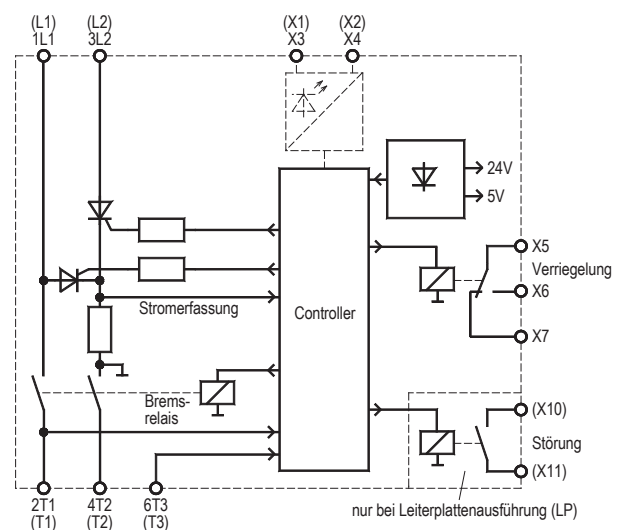 (L1)
1L1
(L2)
3L2
(X1)
X3
(X2)
X4
24V
5V
X5
Verriegelung
X6
Stromerfassung
Controller
X7
Brems-
relais
(X10)
Störung
(X11)
2T1
(T1)
4T2
(T2)
6T3
(T3)
nur bei Leiterplattenausführung (LP)